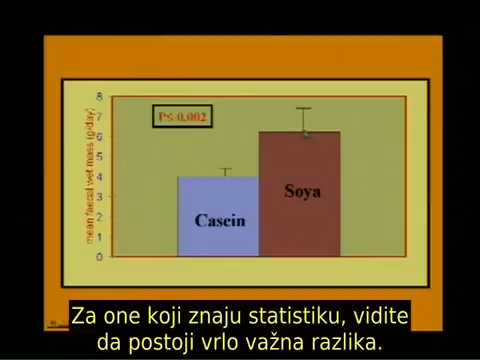 8
7
6
5
4
3
2
1
0
mean faecal wet mass (g/day)
P≤ 0.002
Casein
Soya
Za one koji znaju statistiku, vidite
da postoji vrlo važna razlika.